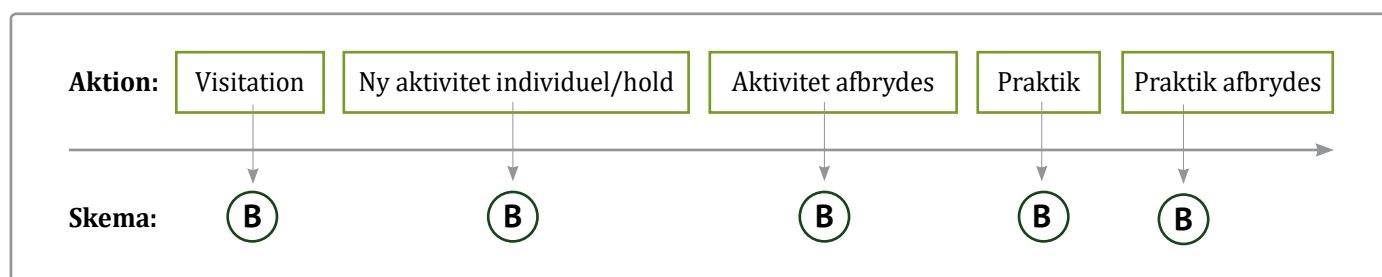 Aktion: Visitation Ny aktivitet individuel/hold Aktivitet afbrydes Praktik Praktik afbrydes
Skema: B B B B B